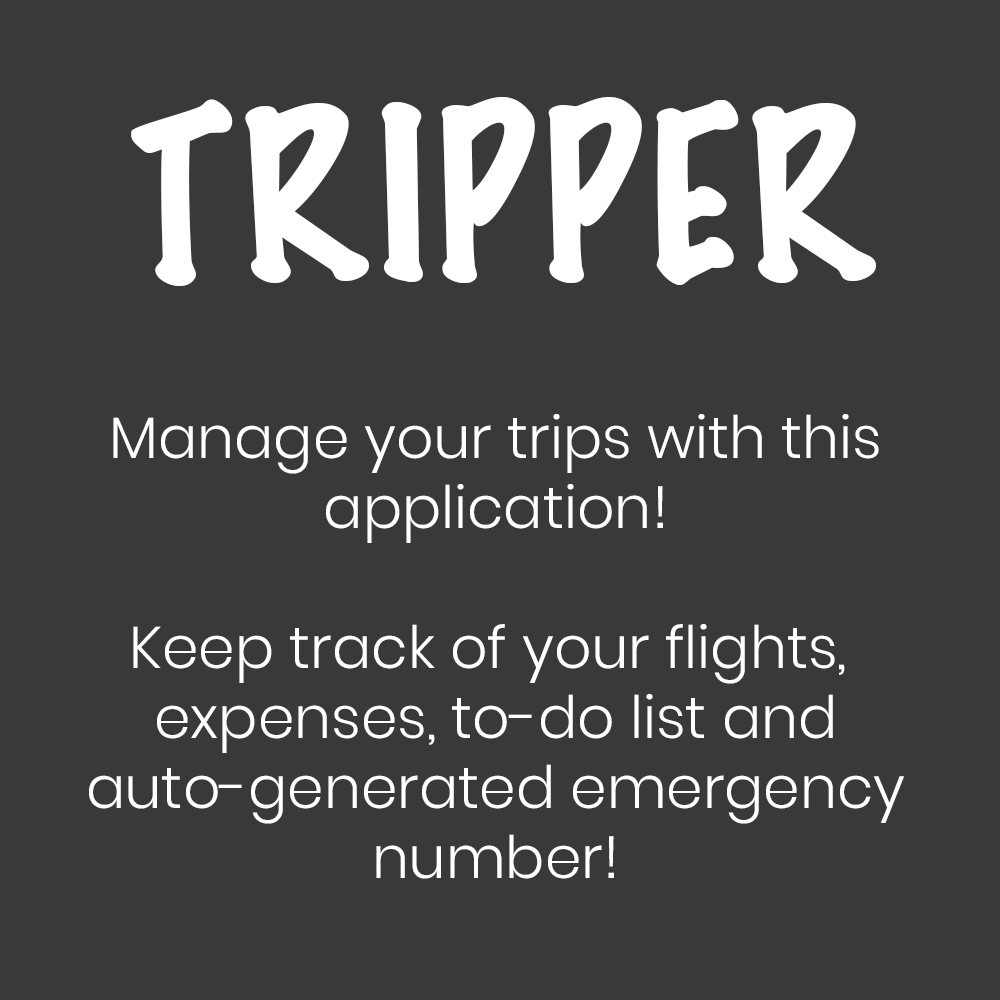 TRIPPER
Manage your trips with this
application!
Keep track of your flights,
expenses, to-do list and
auto-generated emergency
number!